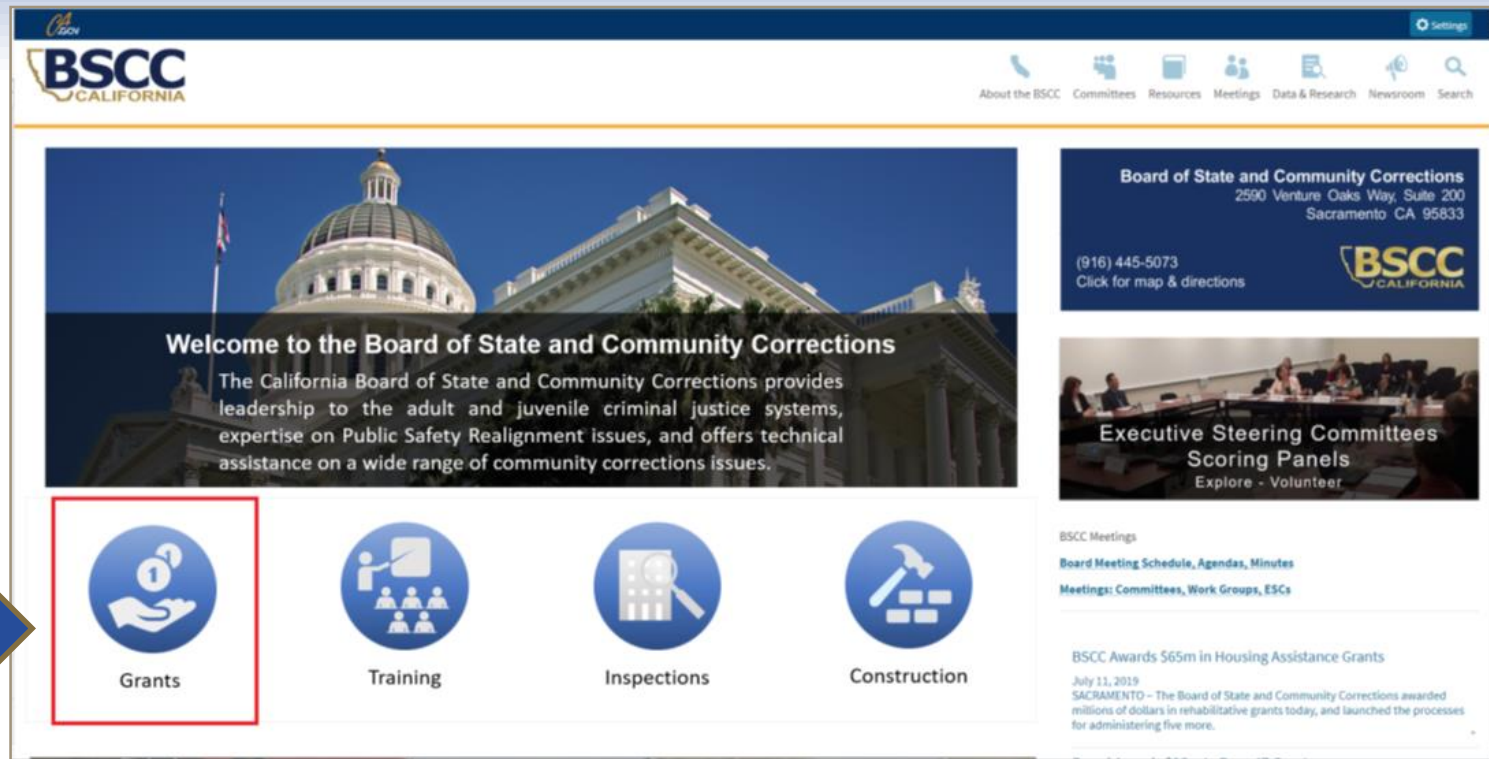 CA.GOV
Settings
BSCC
CALIFORNIA
About the BSCC
Committees
Resources
Meetings
Data & Research
Newsroom
Search
Welcome to the Board of State and Community Corrections
The California Board of State and Community Corrections provides
leadership to the adult and juvenile criminal justice systems,
expertise on Public Safety Realignment issues, and offers technical
assistance on a wide range of community corrections issues.
Board of State and Community Corrections
2590 Venture Oaks Way, Suite 200
Sacramento CA 95833
(916) 445-5073
Click for map & directions
BSCC
CALIFORNIA
Executive Steering Committees
Scoring Panels
Explore - Volunteer
1
1
Grants
Training
Inspections
Construction
BSCC Meetings
Board Meeting Schedule, Agendas, Minutes
Meetings: Committees, Work Groups, ESCs
BSCC Awards $65m in Housing Assistance Grants
July 11, 2019
SACRAMENTO – The Board of State and Community Corrections awarded
millions of dollars in rehabilitative grants today, and launched the processes
for administering five more.